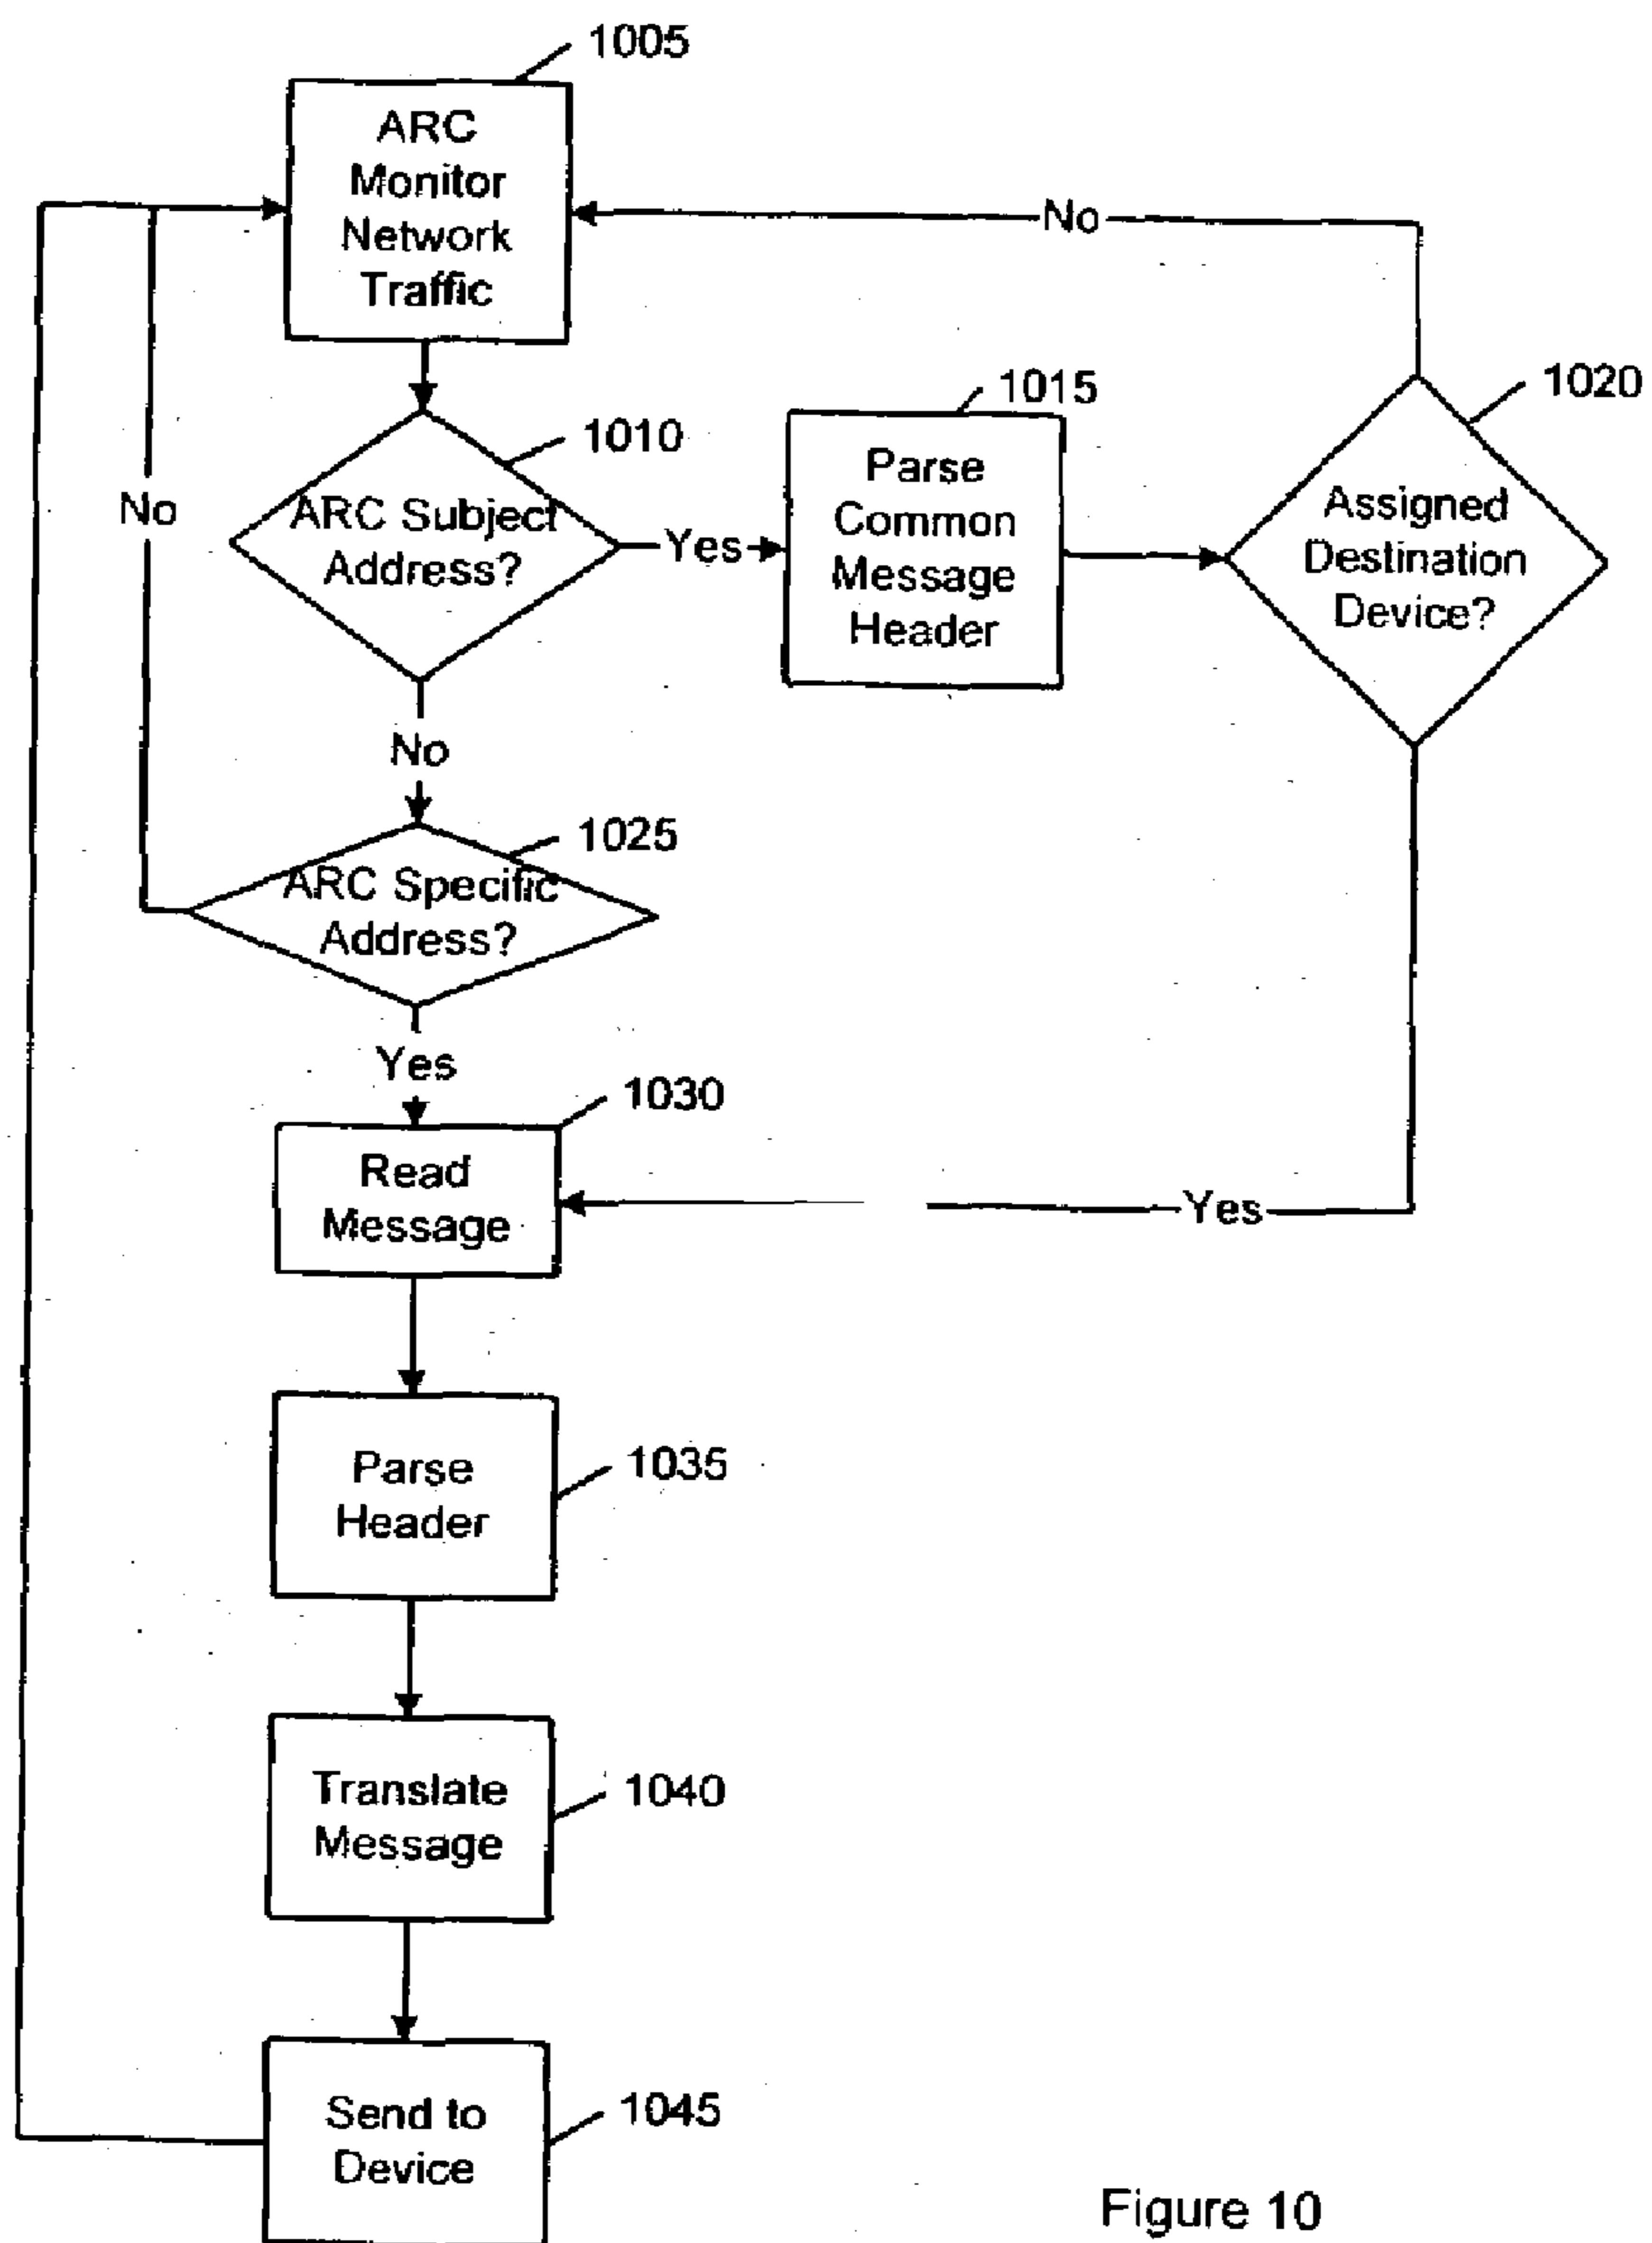 1005
ARC
Monitor
Network
Traffic
No
1010
ARC Subject
Address?
Yes
1015
Parse
Common
Message
Header
1020
Assigned
Destination
Device?
No
No
1025
ARC Specific
Address?
Yes
1030
Read
Message
Yes
1035
Parse
Header
1040
Translate
Message
1045
Send to
Device
Figure 10